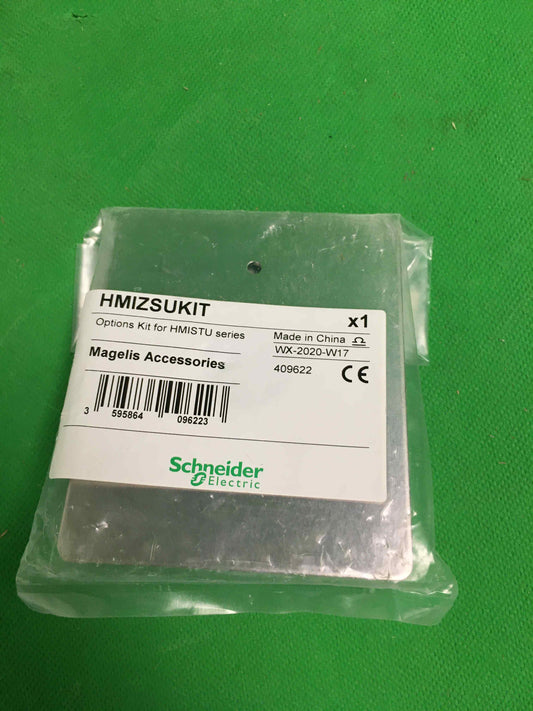 HMIZSUKIT
x1
Options Kit for HMISTU series
Made in China
WX-2020-W17
Magelis Accessories
409622 CE
3 595864 096223
Schneider
Electric